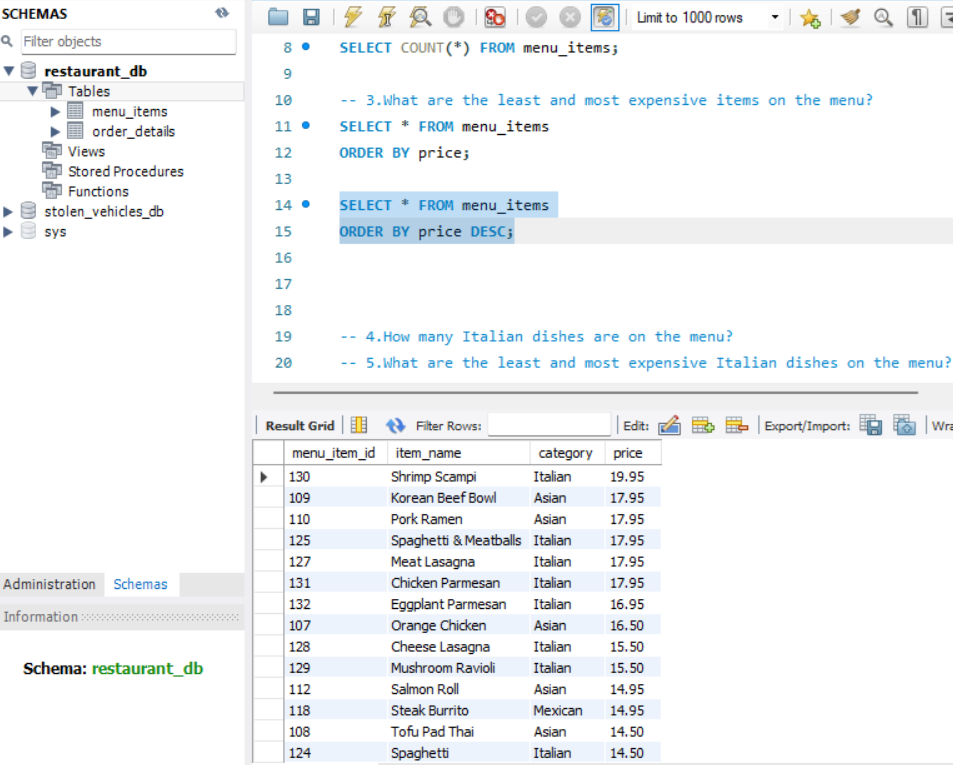 SCHEMAS
Filter objects
restaurant_db
Tables
menu_items
order_details
Views
Stored Procedures
Functions
stolen_vehicles_db
sys
Administration Schemas
Information
Schema: restaurant_db
Limit to 1000 rows
8 SELECT COUNT(*) FROM menu_items;
9
10 -- 3.What are the least and most expensive items on the menu?
11 SELECT * FROM menu_items
12 ORDER BY price;
13
14 SELECT * FROM menu_items
15 ORDER BY price DESC;
16
17
18
19 -- 4.How many Italian dishes are on the menu?
20 -- 5.What are the least and most expensive Italian dishes on the menu?
Result Grid Filter Rows: Edit: Export/Import: Wra
menu_item_id item_name category price
130 Shrimp Scampi Italian 19.95
109 Korean Beef Bowl Asian 17.95
110 Pork Ramen Asian 17.95
125 Spaghetti & Meatballs Italian 17.95
127 Meat Lasagna Italian 17.95
131 Chicken Parmesan Italian 17.95
132 Eggplant Parmesan Italian 16.95
107 Orange Chicken Asian 16.50
128 Cheese Lasagna Italian 15.50
129 Mushroom Ravioli Italian 15.50
112 Salmon Roll Asian 14.95
118 Steak Burrito Mexican 14.95
108 Tofu Pad Thai Asian 14.50
124 Spaghetti Italian 14.50